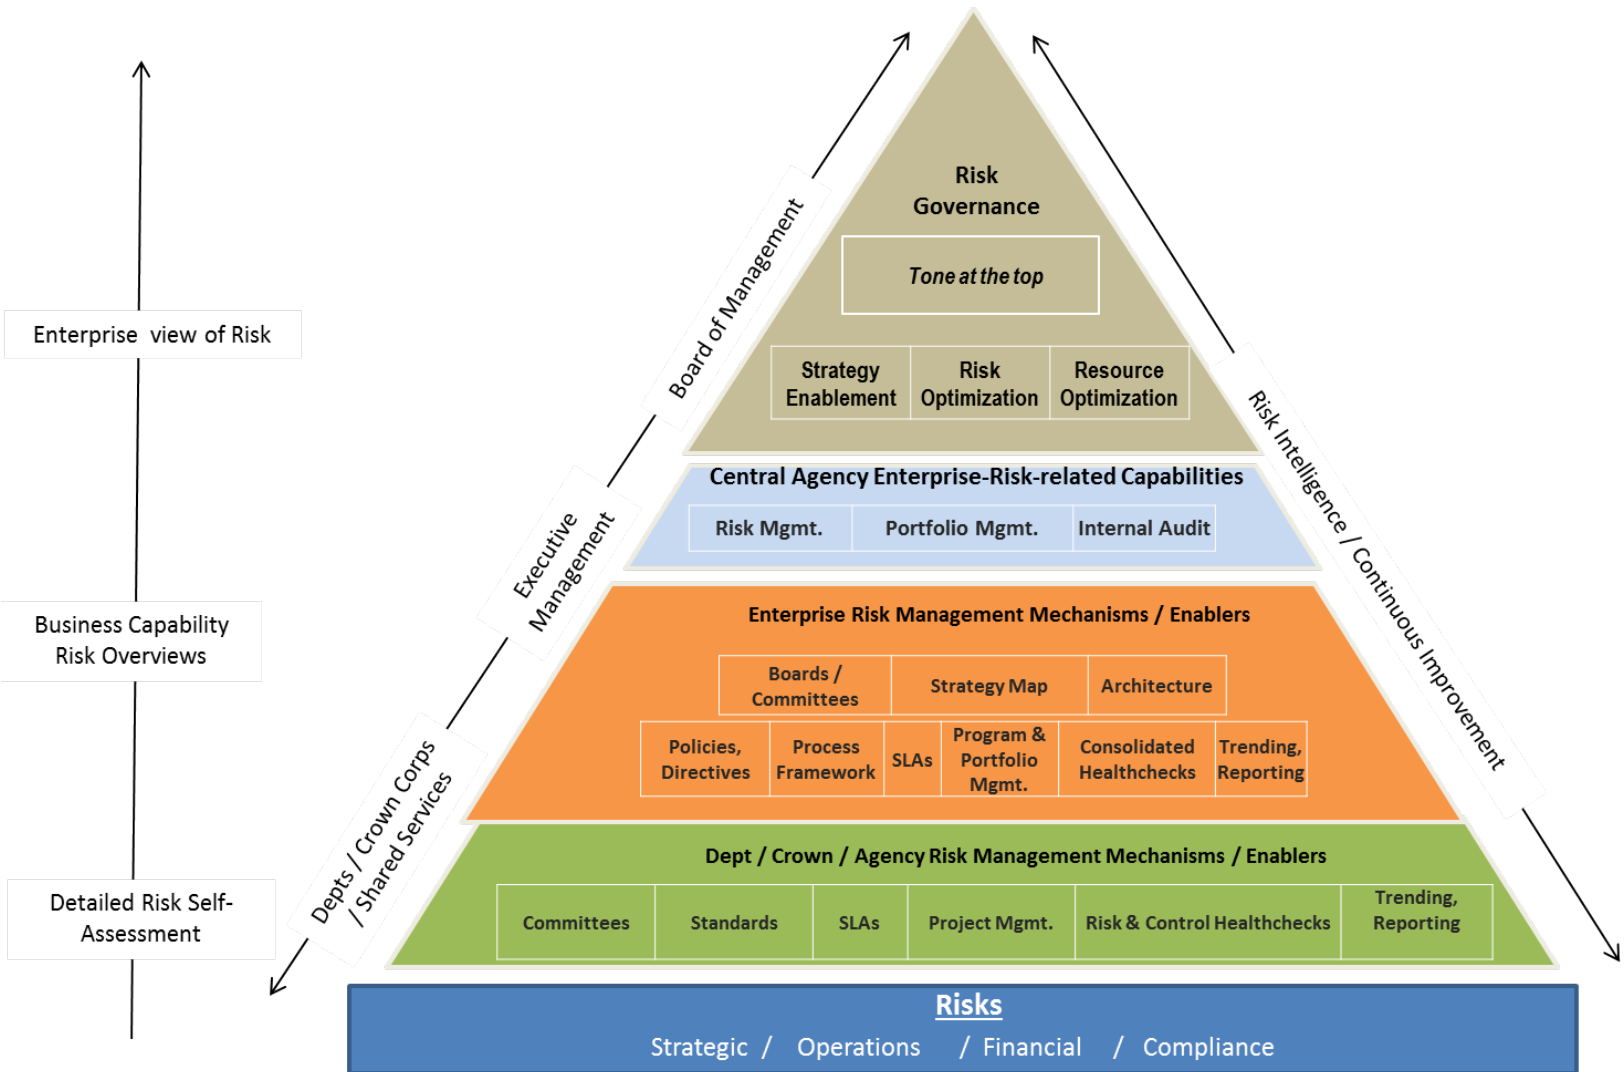 Risk
Governance
Tone at the top
Strategy
Enablement
Risk
Optimization
Resource
Optimization
Central Agency Enterprise-Risk-related Capabilities
Risk Mgmt.
Portfolio Mgmt.
Internal Audit
Enterprise Risk Management Mechanisms / Enablers
Boards /
Committees
Strategy Map
Architecture
Policies,
Directives
Process
Framework
SLAs
Program &
Portfolio
Mgmt.
Consolidated
Healthchecks
Trending,
Reporting
Dept / Crown / Agency Risk Management Mechanisms / Enablers
Committees
Standards
SLAs
Project Mgmt.
Risk & Control Healthchecks
Trending,
Reporting
Risks
Strategic / Operations / Financial / Compliance
Enterprise view of Risk
Business Capability
Risk Overviews
Detailed Risk Self-
Assessment
Board of Management
Executive
Management
Depts / Crown Corps
/ Shared Services
Risk Intelligence / Continuous Improvement